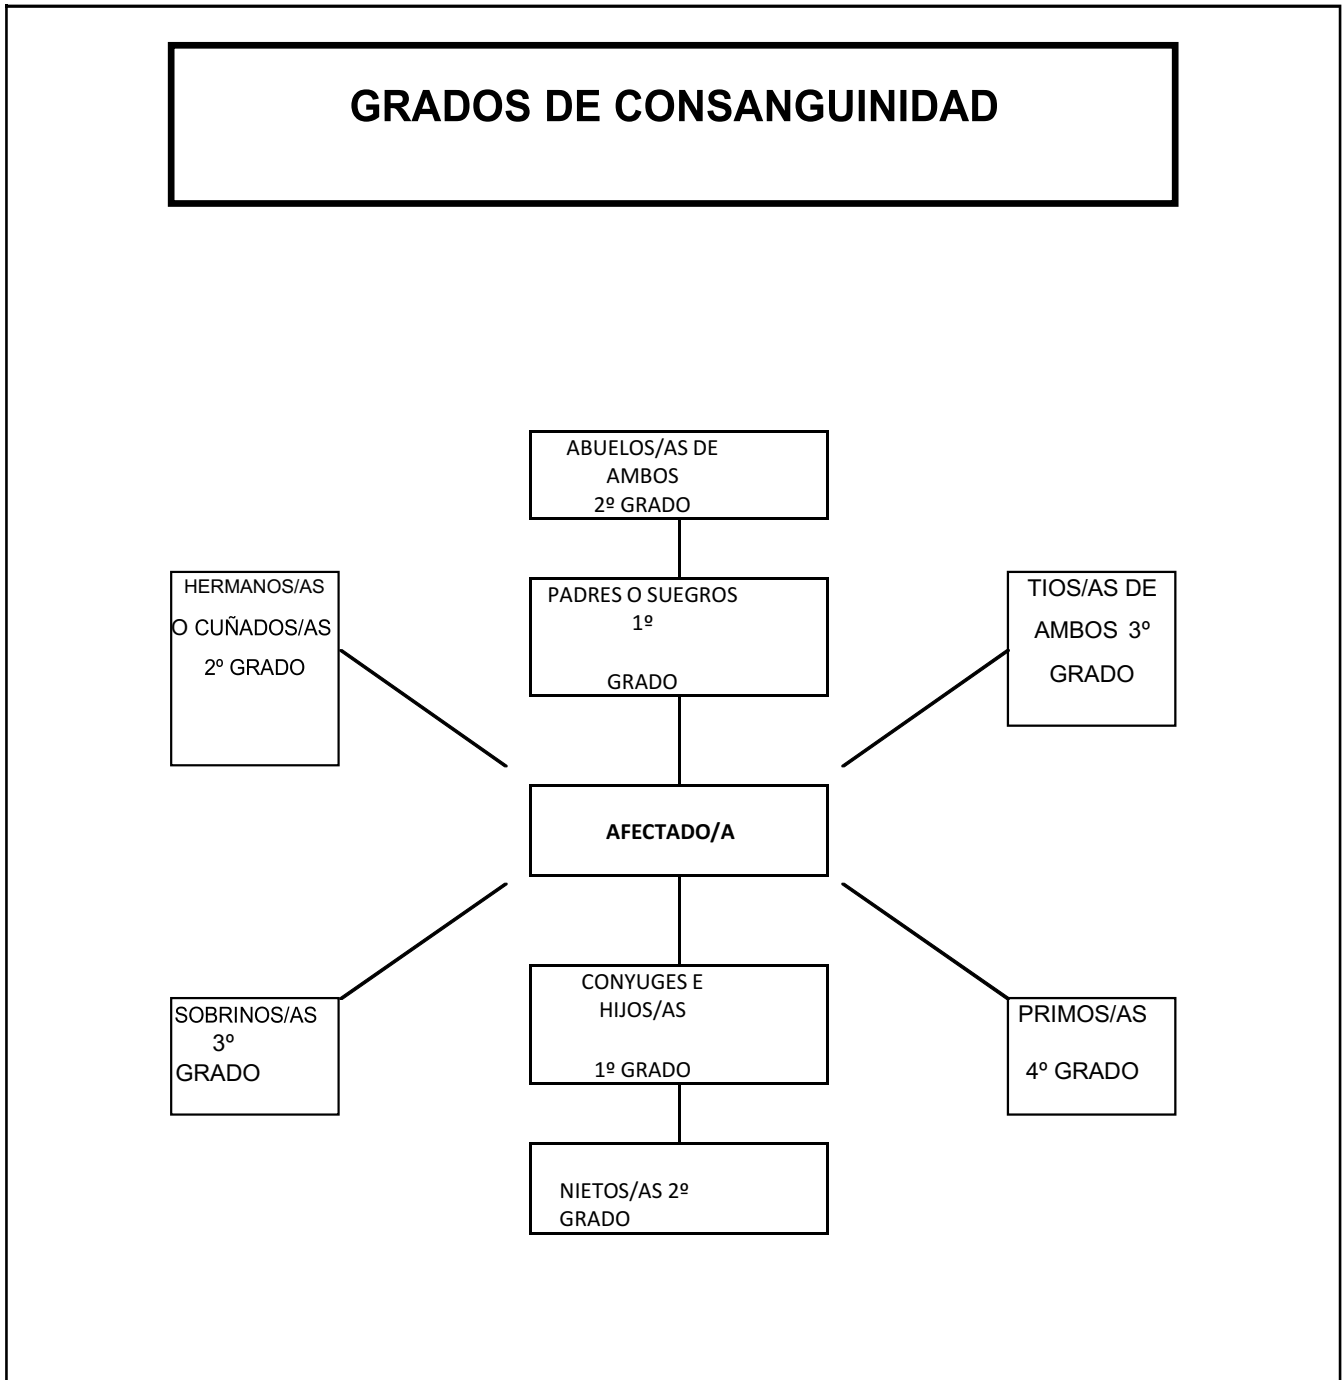 GRADOS DE CONSANGUINIDAD
ABUELOS/AS DE
AMBOS
2º GRADO
HERMANOS/AS
O CUÑADOS/AS
2º GRADO
PADRES O SUEGROS
1º
GRADO
TIOS/AS DE
AMBOS 3º
GRADO
AFECTADO/A
SOBRINOS/AS
3º
GRADO
CONYUGES E
HIJOS/AS
1º GRADO
PRIMOS/AS
4º GRADO
NIETOS/AS 2º
GRADO